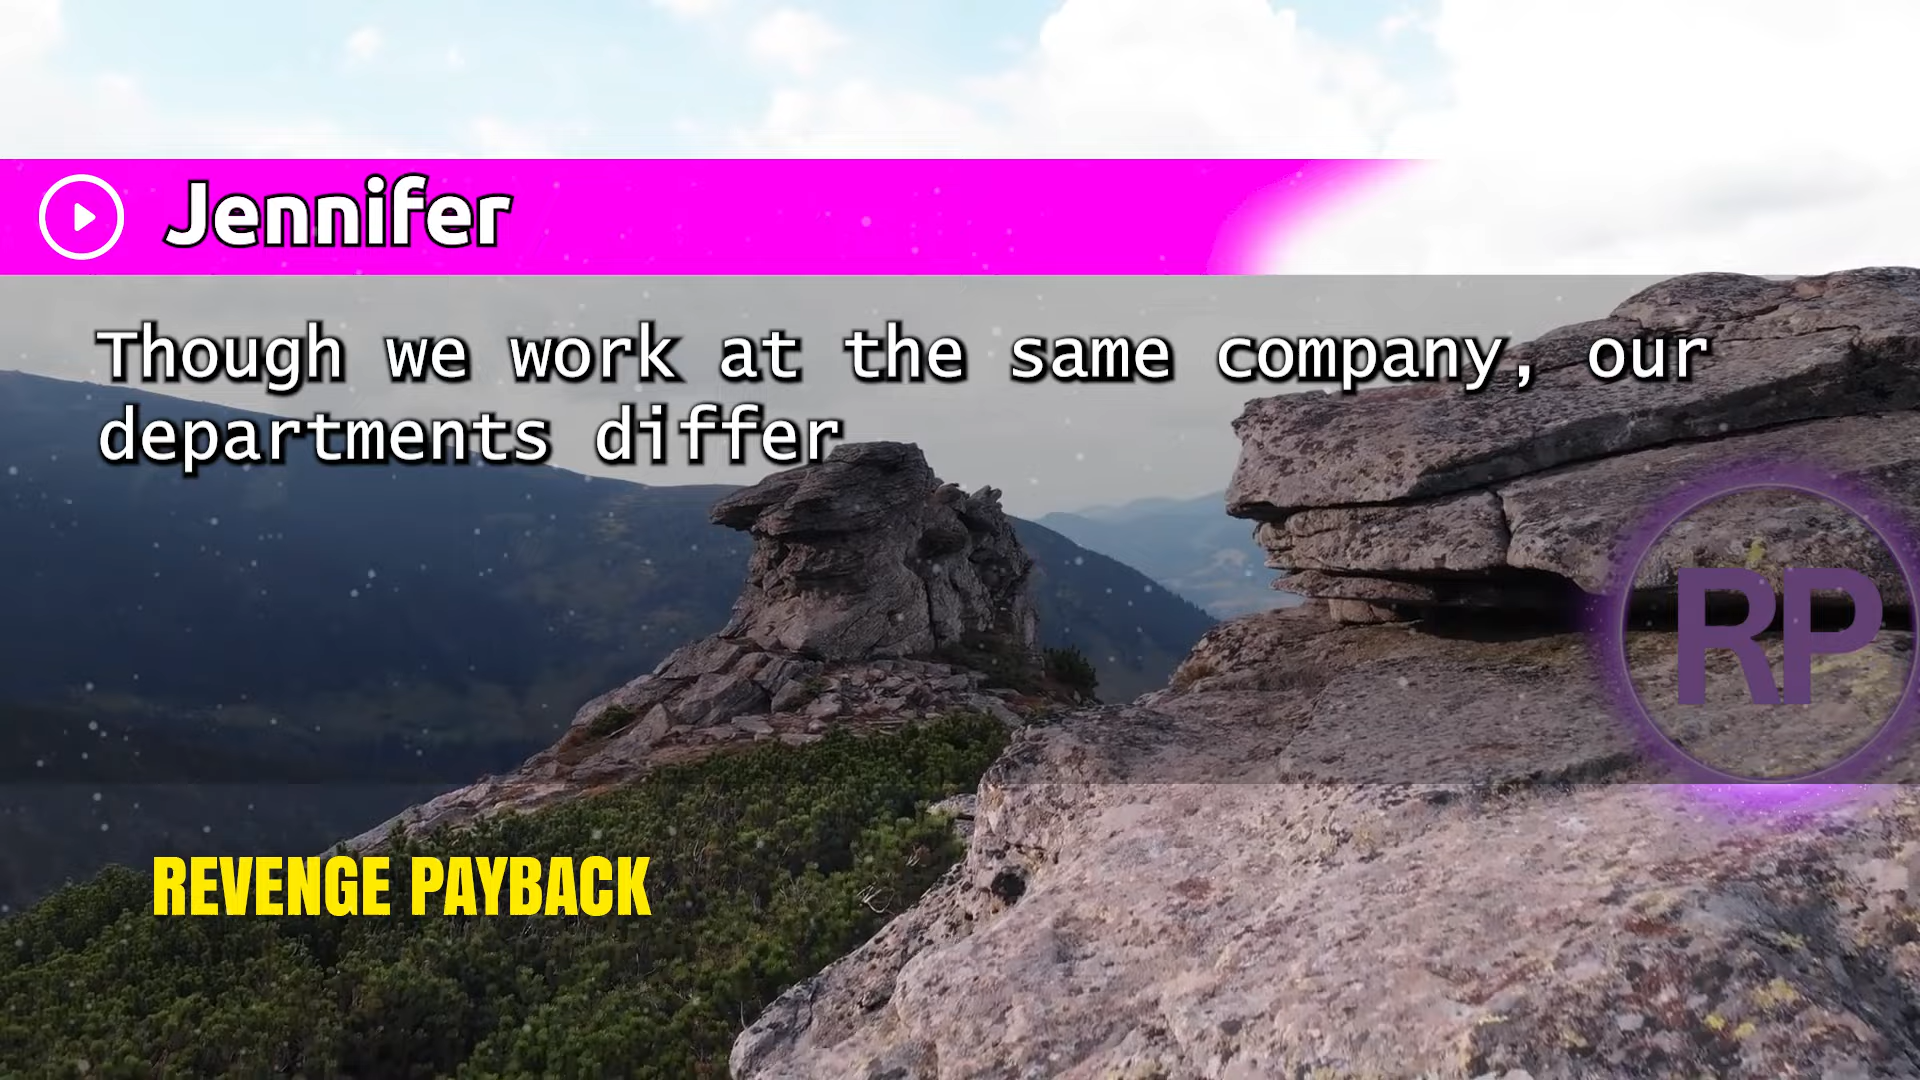 Jennifer
Though we work at the same company, our
departments differ
RP
REVENGE PAYBACK